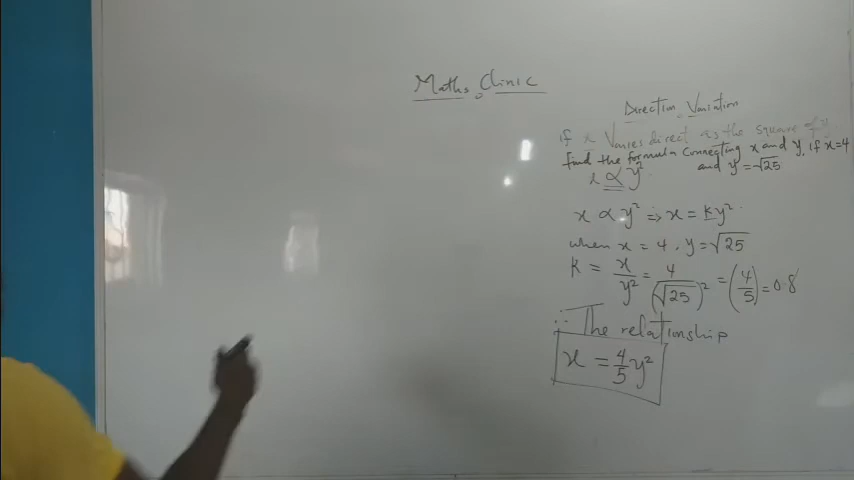 Maths Clinic
Direction Variation
If x Varies direct as the square of y
find the formula connecting x and y, if x = 4
and y = √25
x ∝ y²
x ∝ y² ⇒ x = ky²
when x = 4, y = √25
K = x/y² = 4/(√25)² = (4/5) = 0.8
∴ The relationship
x = 4/5 y²